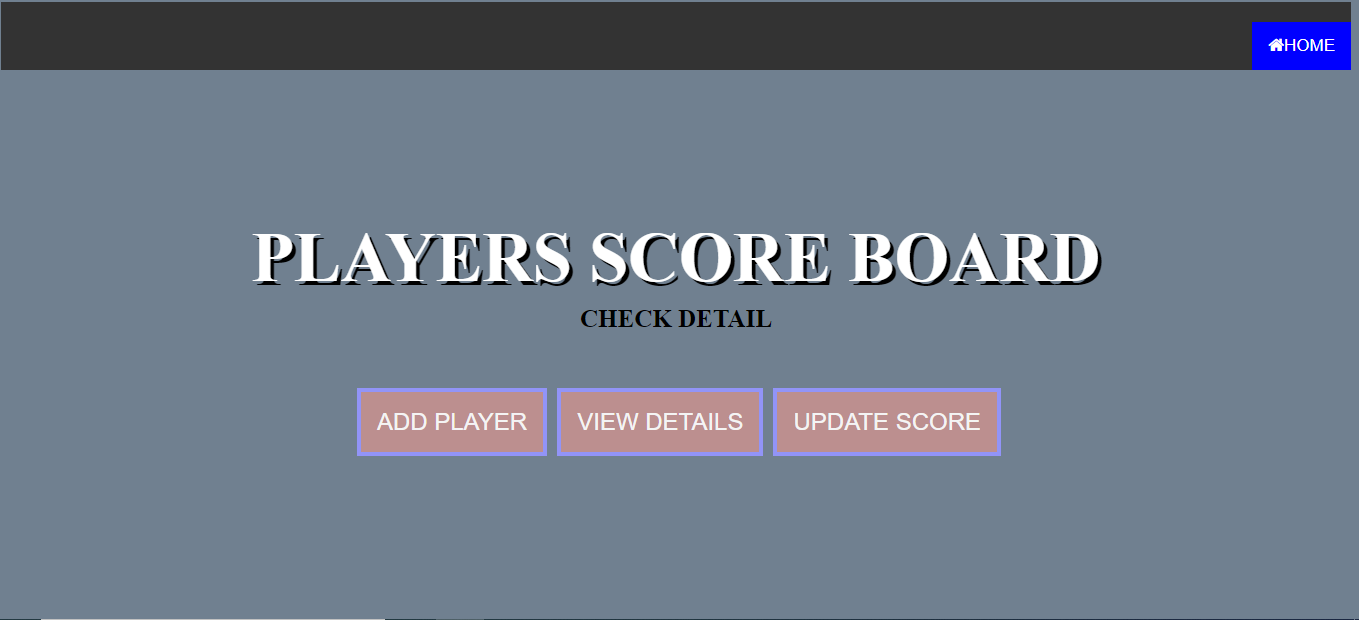 HOME
PLAYERS SCORE BOARD
CHECK DETAIL
ADD PLAYER
VIEW DETAILS
UPDATE SCORE